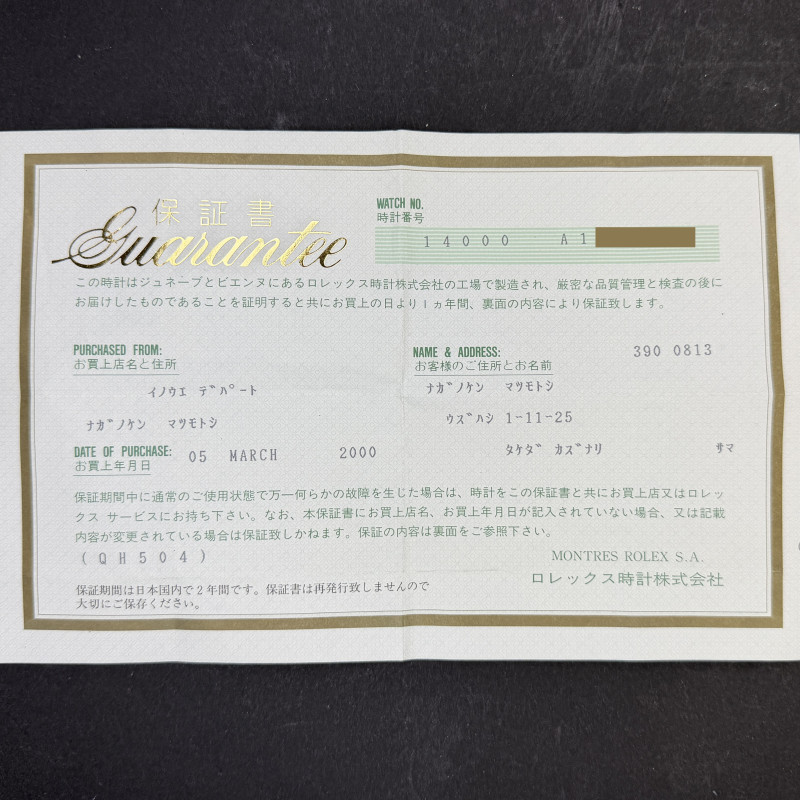 保証書
Guarantee
WATCH NO.
時計番号
14000 A1
この時計はジュネーブとビエンヌにあるロレックス時計株式会社の工場で製造され、厳密な品質管理と検査の後に
お届けしたものであることを証明すると共にお買上の日より1ヵ年間、裏面の内容により保証致します。
PURCHASED FROM:
お買上店名と住所
イノウエ デパート
ナガノケン マツモトシ
NAME & ADDRESS:
お客様のご住所とお名前
390 0813
ナガノケン マツモトシ
ウズハシ 1-11-25
タケダ カズナリ サマ
DATE OF PURCHASE:
お買上年月日
05 MARCH 2000
保証期間中に通常のご使用状態で万一何らかの故障を生じた場合は、時計をこの保証書と共にお買上店又はロレッ
クス サービスにお持ち下さい。なお、本保証書にお買上店名、お買上年月日が記入されていない場合、又は記載
内容が変更されている場合は保証致しかねます。保証の内容は裏面をご参照下さい。
(QH504)
MONTRES ROLEX S.A.
ロレックス時計株式会社
保証期間は日本国内で2年間です。保証書は再発行致しませんので
大切にご保存ください。